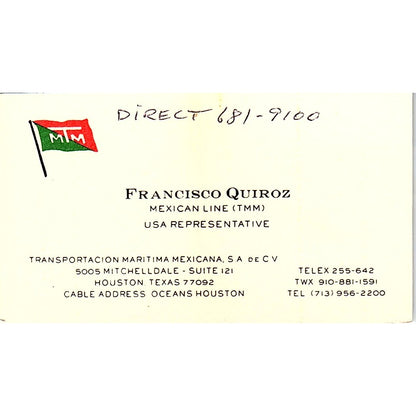 DIRECT 681-9100
MTM
FRANCISCO QUIROZ
MEXICAN LINE (TMM)
USA REPRESENTATIVE
TRANSPORTACION MARITIMA MEXICANA, S A DE C V
5005 MITCHELLDALE - SUITE 121
HOUSTON TEXAS 77092
CABLE ADDRESS OCEANS HOUSTON
TELEX 255-642
TWX 910-881-1591
TEL (713) 956-2200